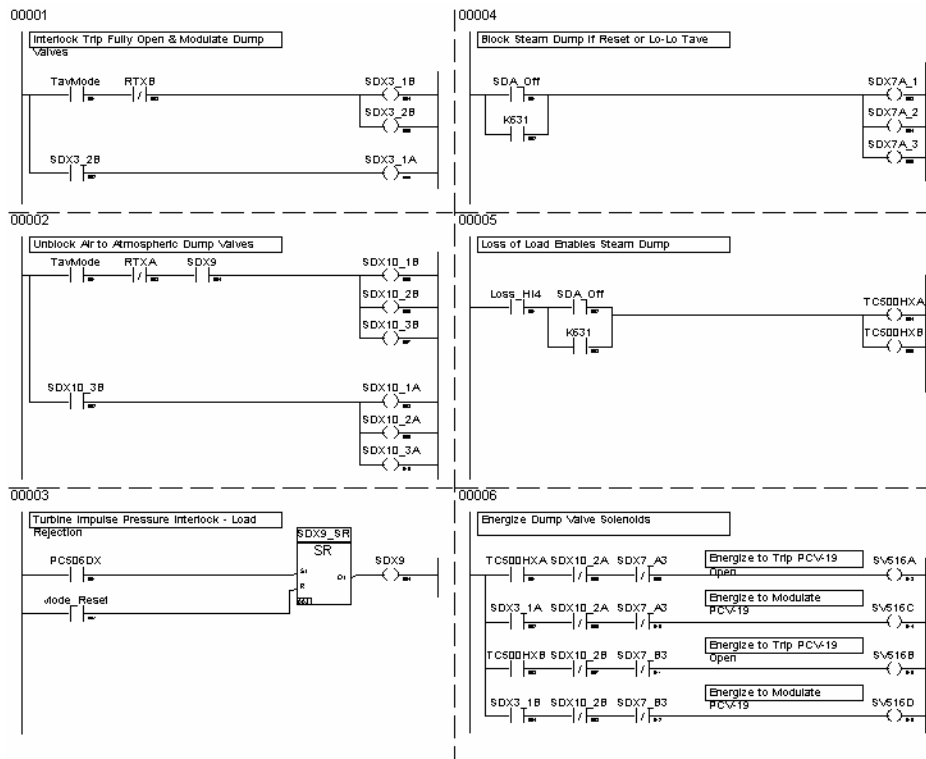 00001
Interlock Trip Fully Open & Modulate Dump
Valves
TavMode RTXB SDX3_1B
SDX3_2B
SDX3_2B SDX3_1A
00002
Unblock Air to Atmospheric Dump Valves
TavMode RTXA SDX9 SDX10_1B
SDX10_2B
SDX10_3B
SDX10_3B SDX10_1A
SDX10_2A
SDX10_3A
00003
Turbine Impulse Pressure Interlock - Load
Rejection
SDX9_SR
PC506DX SR SDX9
S1 Q1
R
Mode_Reset
00004
Block Steam Dump If Reset or Lo-Lo Tave
SDA_Off SDX7A_1
K631 SDX7A_2
SDX7A_3
00005
Loss of Load Enables Steam Dump
Loss_HI4 SDA_Off TC500HXA
K631 TC500HXB
00006
Energize Dump Valve Solenoids
TC500HXA SDX10_2A SDX7_A3 Energize to Trip PCV-19 SV516A
Open
SDX3_1A SDX10_2A SDX7_A3 Energize to Modulate SV516C
PCV-19
TC500HXB SDX10_2B SDX7_B3 Energize to Trip PCV-19 SV516B
Open
SDX3_1B SDX10_2B SDX7_B3 Energize to Modulate SV516D
PCV-19